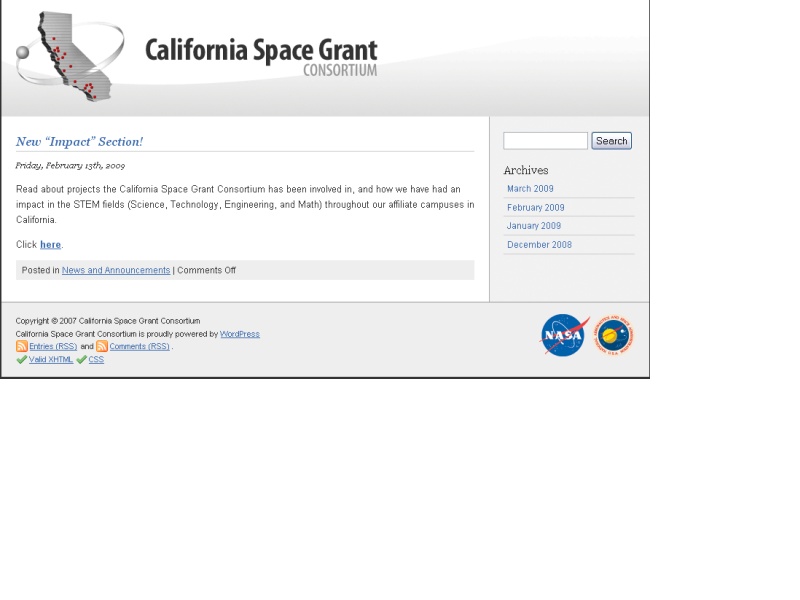 California Space Grant
CONSORTIUM
New “Impact” Section!
Friday, February 13th, 2009
Read about projects the California Space Grant Consortium has been involved in, and how we have had an
impact in the STEM fields (Science, Technology, Engineering, and Math) throughout our affiliate campuses in
California.
Click here.
Posted in News and Announcements | Comments Off
Search
Archives
March 2009
February 2009
January 2009
December 2008
Copyright © 2007 California Space Grant Consortium
California Space Grant Consortium is proudly powered by WordPress
Entries (RSS) and Comments (RSS) .
Valid XHTML CSS
NASA